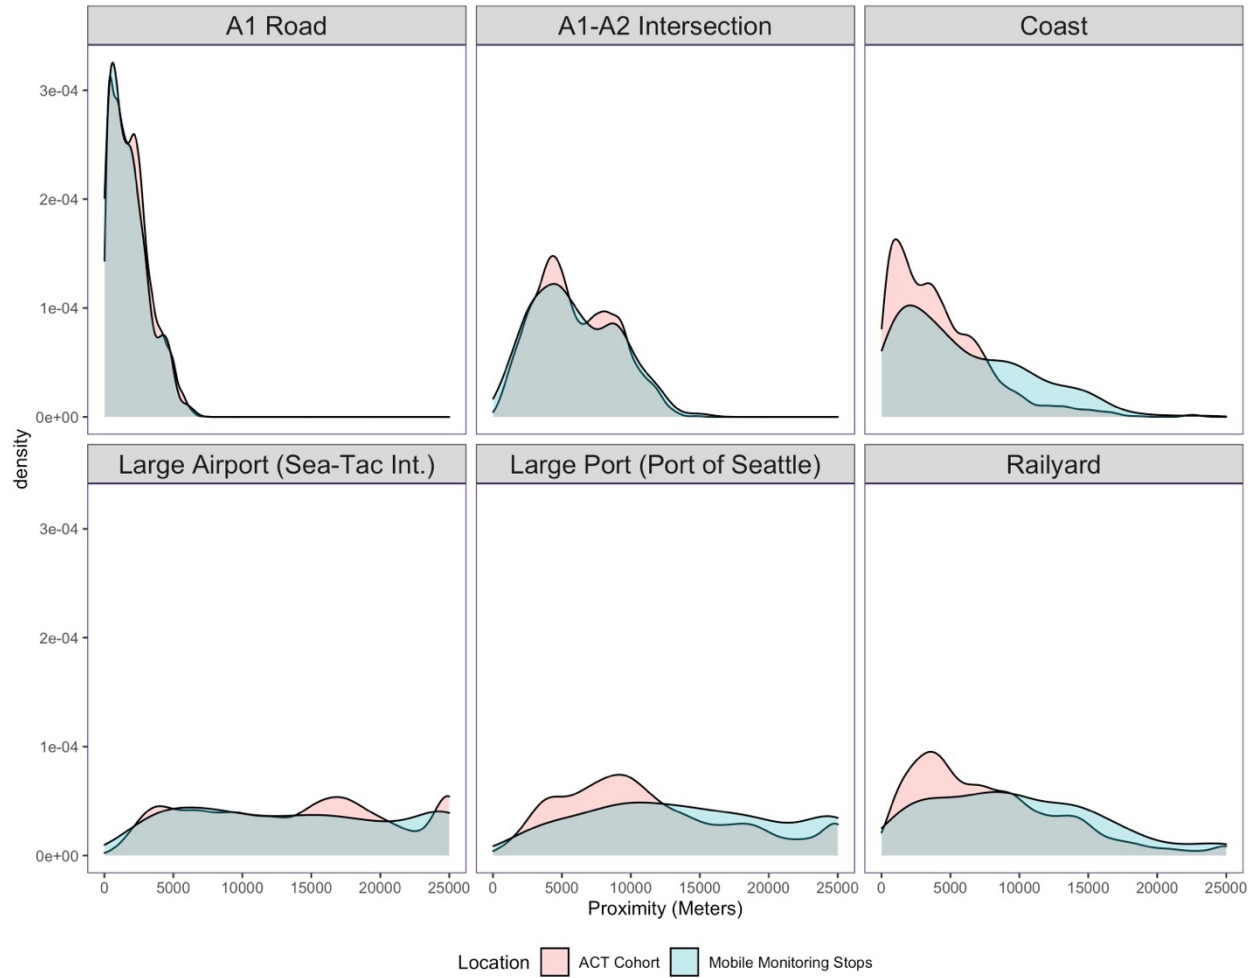 A1 Road
A1-A2 Intersection
Coast
3e-04
2e-04
1e-04
0e+00
density
Large Airport (Sea-Tac Int.)
Large Port (Port of Seattle)
Railyard
3e-04
2e-04
1e-04
0e+00
0 5000 10000 15000 20000 25000
0 5000 10000 15000 20000 25000
0 5000 10000 15000 20000 25000
Proximity (Meters)
Location ACT Cohort Mobile Monitoring Stops